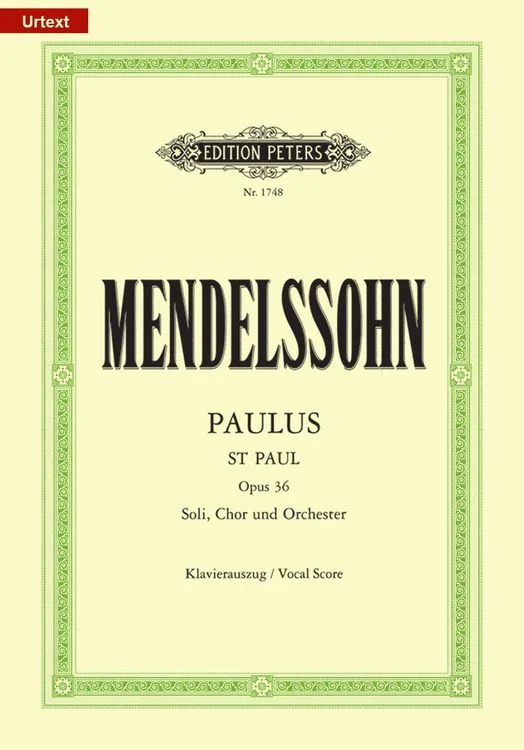 Urtext
EDITION PETERS
Nr. 1748
MENDELSSOHN
PAULUS
ST PAUL
Opus 36
Soli, Chor und Orchester
Klavierauszug / Vocal Score